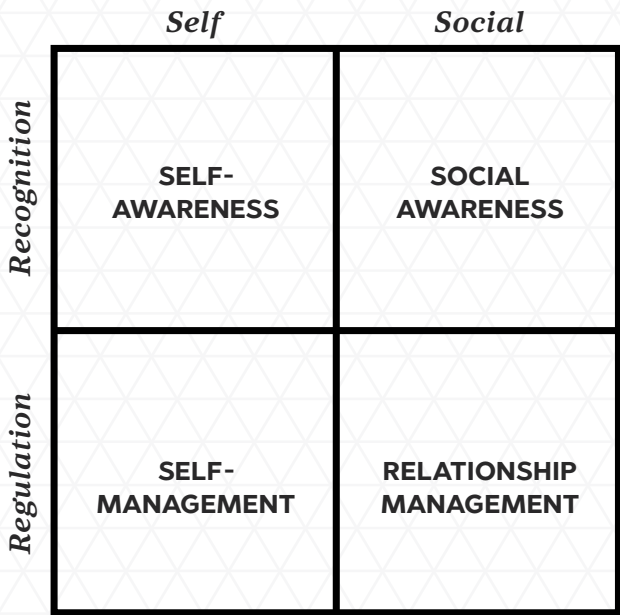 Self
Social
Recognition
SELF-
AWARENESS
SOCIAL
AWARENESS
Regulation
SELF-
MANAGEMENT
RELATIONSHIP
MANAGEMENT